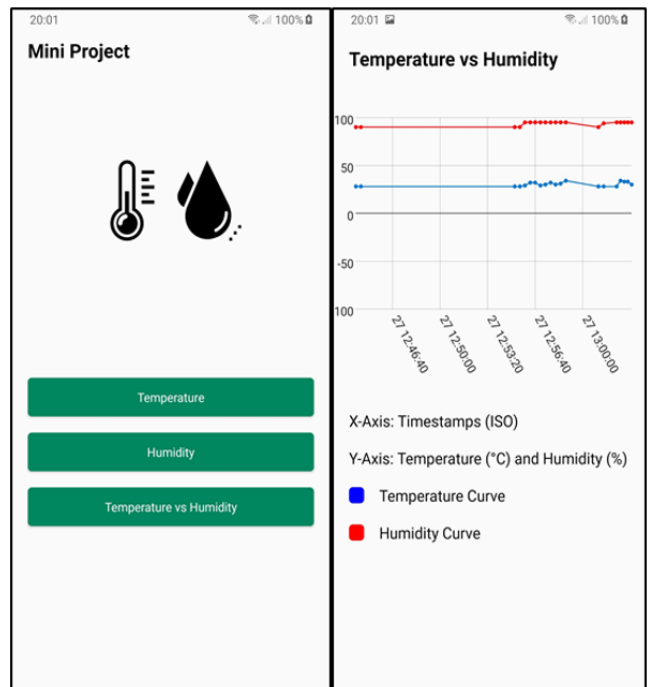 20:01 100%
Mini Project
Temperature
Humidity
Temperature vs Humidity
20:01 100%
Temperature vs Humidity
100
50
0
-50
100
27 12:46:40
27 12:50:00
27 12:53:20
27 12:56:40
27 13:00:00
X-Axis: Timestamps (ISO)
Y-Axis: Temperature (°C) and Humidity (%)
Temperature Curve
Humidity Curve